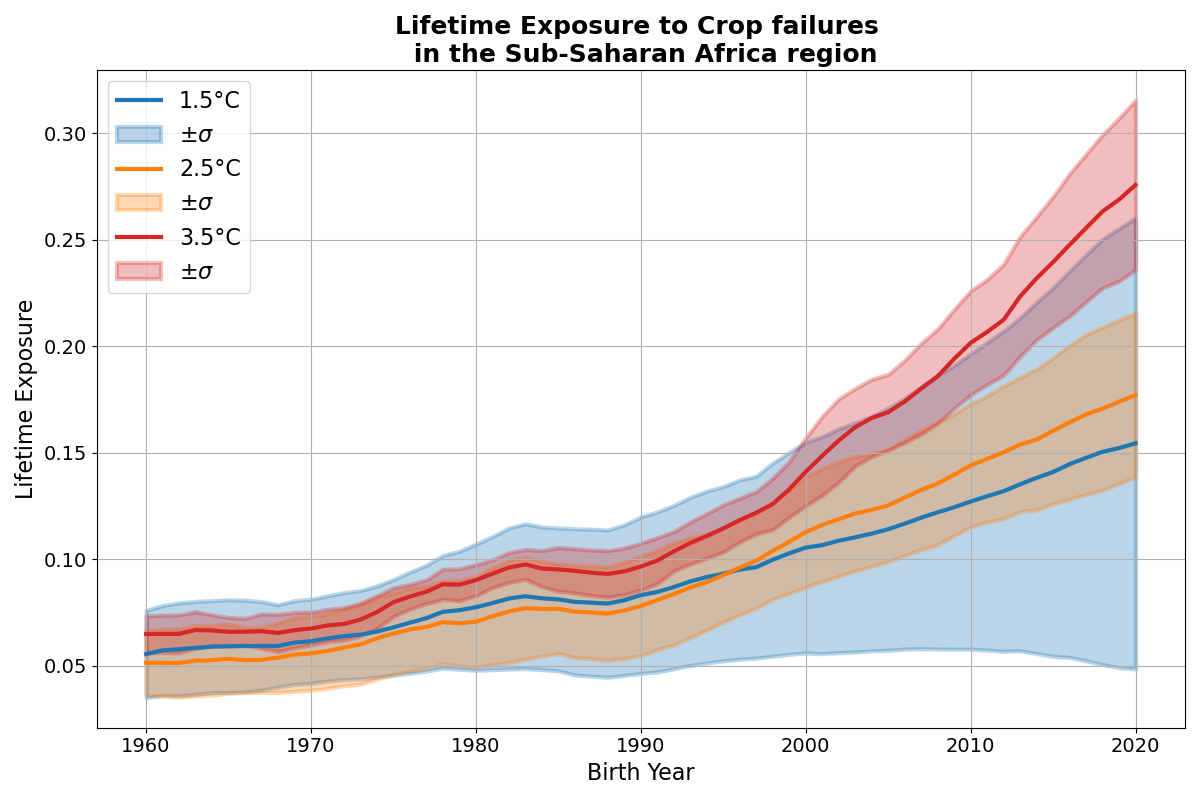 Lifetime Exposure to Crop failures
in the Sub-Saharan Africa region
1.5°C
±σ
2.5°C
±σ
3.5°C
±σ
Lifetime Exposure
0.30
0.25
0.20
0.15
0.10
0.05
1960 1970 1980 1990 2000 2010 2020
Birth Year